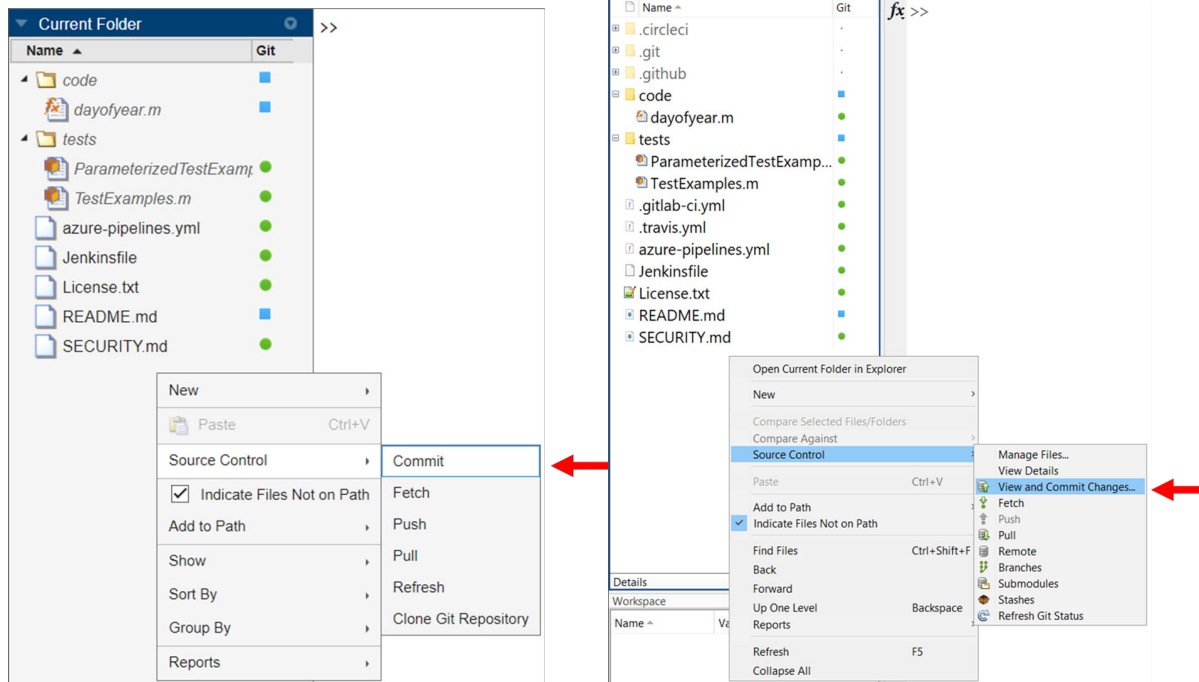 Current Folder
>>
Name
Git
code
dayofyear.m
tests
ParameterizedTestExamp
TestExamples.m
azure-pipelines.yml
Jenkinsfile
License.txt
README.md
SECURITY.md
New
Paste Ctrl+V
Source Control
Indicate Files Not on Path
Add to Path
Show
Sort By
Group By
Reports
Commit
Fetch
Push
Pull
Refresh
Clone Git Repository
Name
Git
fx >>
.circleci
.git
.github
code
dayofyear.m
tests
ParameterizedTestExamp...
TestExamples.m
.gitlab-ci.yml
.travis.yml
azure-pipelines.yml
Jenkinsfile
License.txt
README.md
SECURITY.md
Details
Workspace
Name
Va
Open Current Folder in Explorer
New
Compare Selected Files/Folders
Compare Against
Source Control
Paste Ctrl+V
Add to Path
Indicate Files Not on Path
Find Files Ctrl+Shift+F
Back
Forward
Up One Level Backspace
Reports
Refresh F5
Collapse All
Manage Files...
View Details
View and Commit Changes...
Fetch
Push
Pull
Remote
Branches
Submodules
Stashes
Refresh Git Status